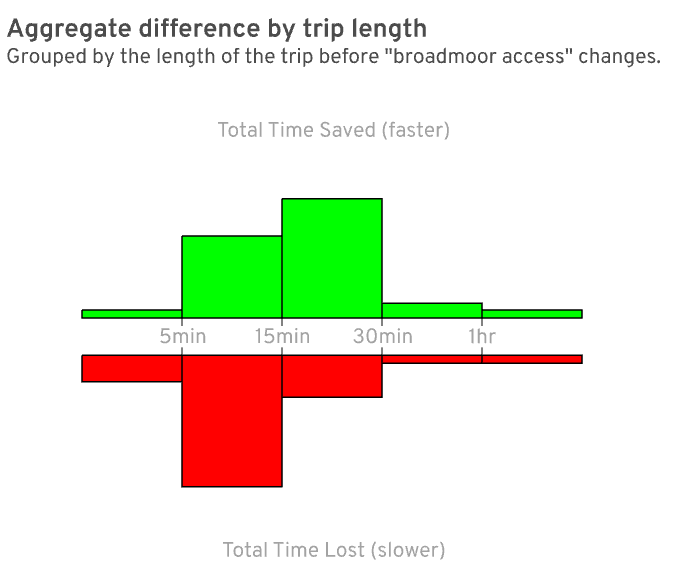 Aggregate difference by trip length
Grouped by the length of the trip before "broadmoor access" changes.
Total Time Saved (faster)
5min 15min 30min 1hr
Total Time Lost (slower)